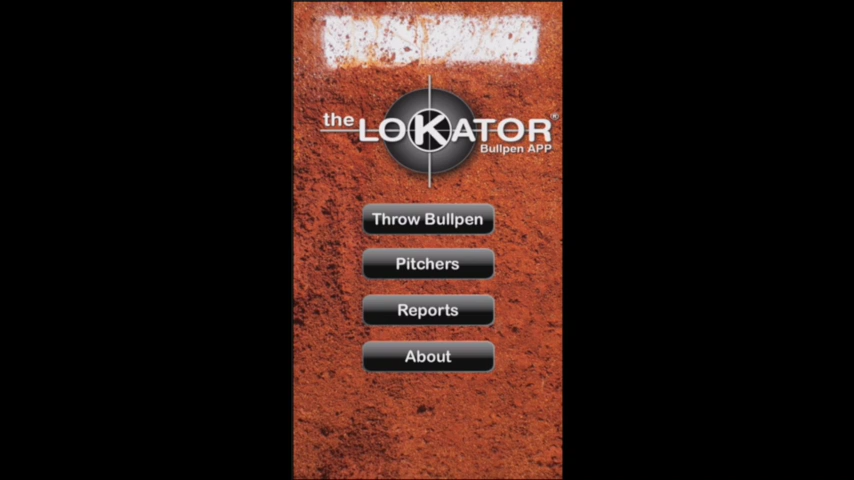 the LOKATOR®
Bullpen APP
Throw Bullpen
Pitchers
Reports
About